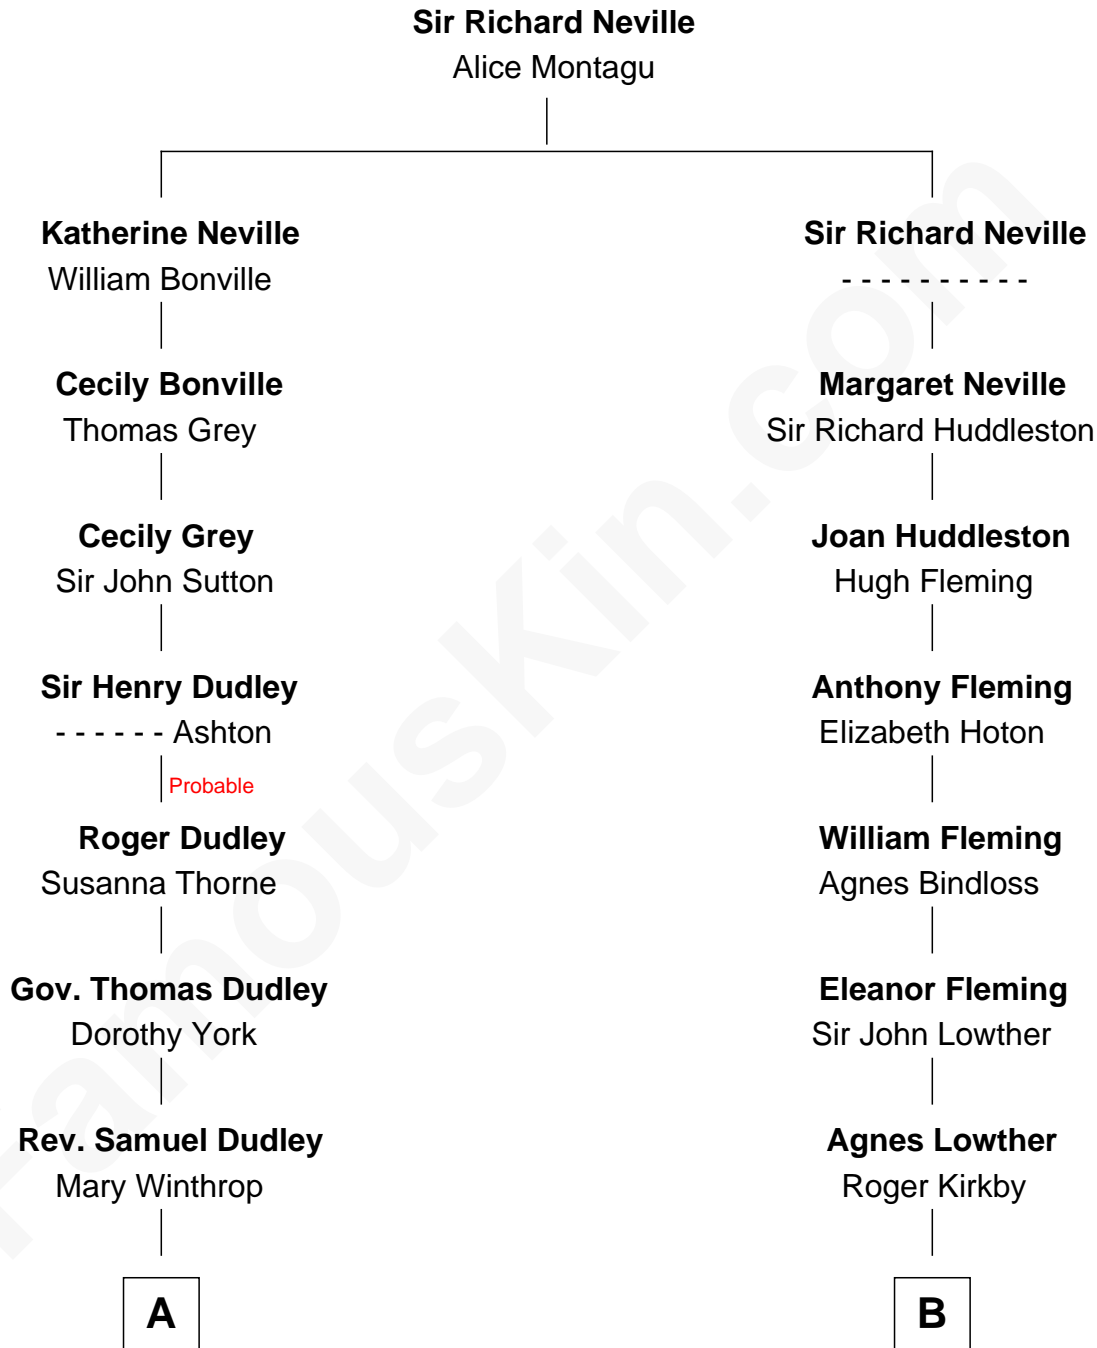 Sir Richard Neville
Alice Montagu
Katherine Neville
William Bonville
Sir Richard Neville
- - - - - - - - - -
Cecily Bonville
Thomas Grey
Margaret Neville
Sir Richard Huddleston
Cecily Grey
Sir John Sutton
Joan Huddleston
Hugh Fleming
Sir Henry Dudley
- - - - - - Ashton
Anthony Fleming
Elizabeth Hoton
Probable
Roger Dudley
Susanna Thorne
William Fleming
Agnes Bindloss
Gov. Thomas Dudley
Dorothy York
Eleanor Fleming
Sir John Lowther
Rev. Samuel Dudley
Mary Winthrop
Agnes Lowther
Roger Kirkby
A
B
FamousKin.com